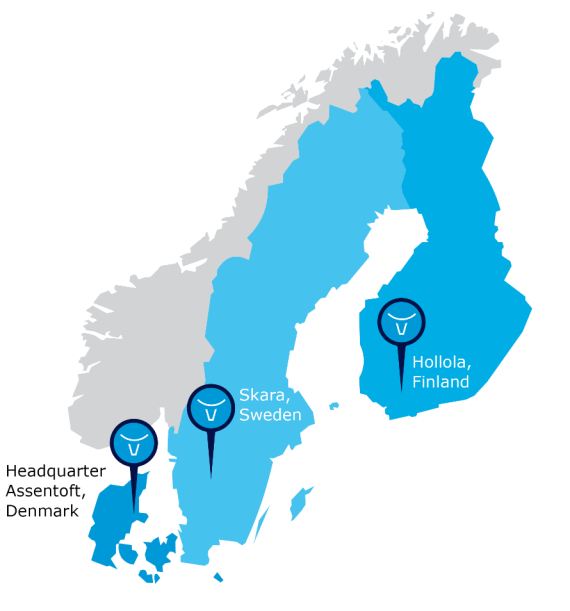 Hollola,
Finland
Skara,
Sweden
Headquarter
Assentoft,
Denmark